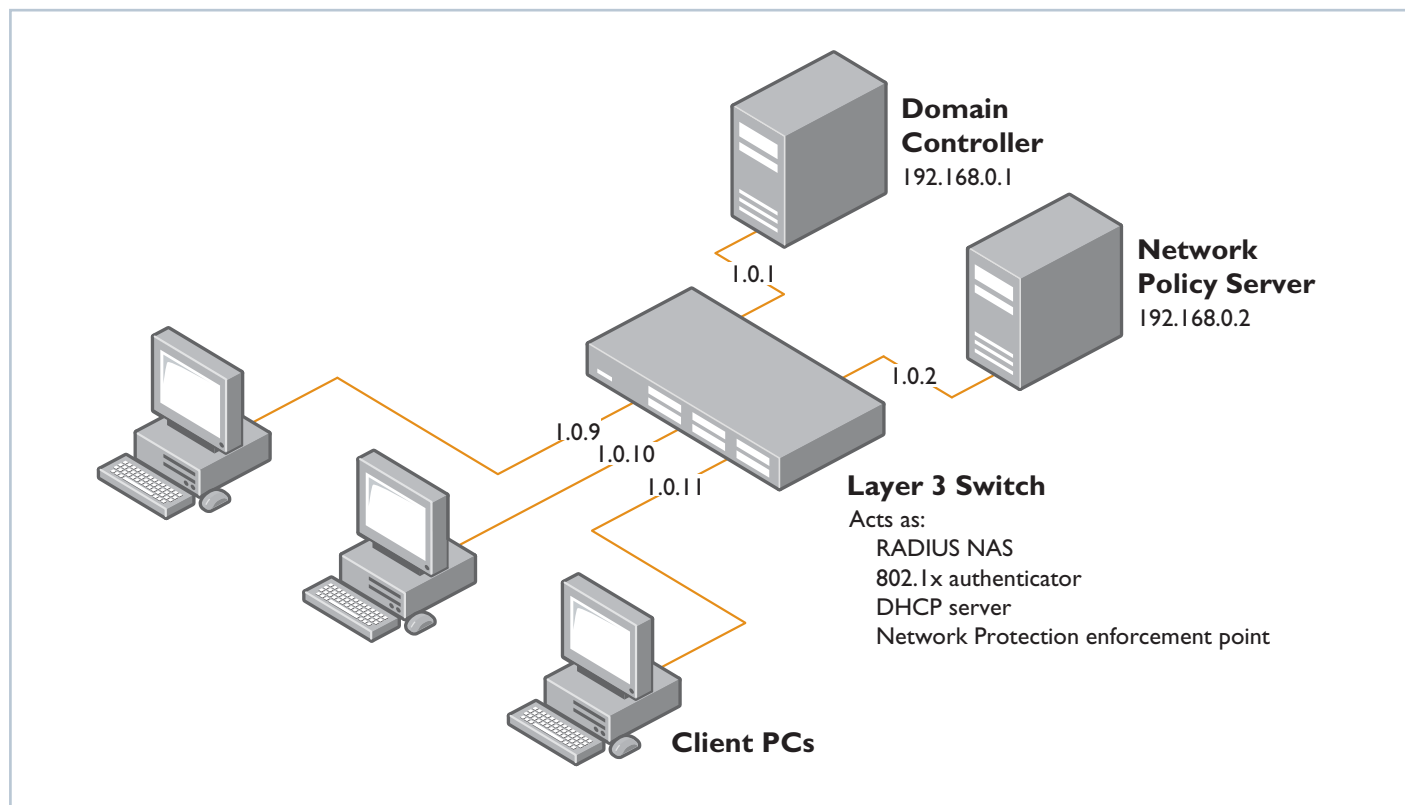 Domain
Controller
192.168.0.1
Network
Policy Server
192.168.0.2
1.0.1
1.0.2
1.0.9
1.0.10
1.0.11
Layer 3 Switch
Acts as:
RADIUS NAS
802.1x authenticator
DHCP server
Network Protection enforcement point
Client PCs